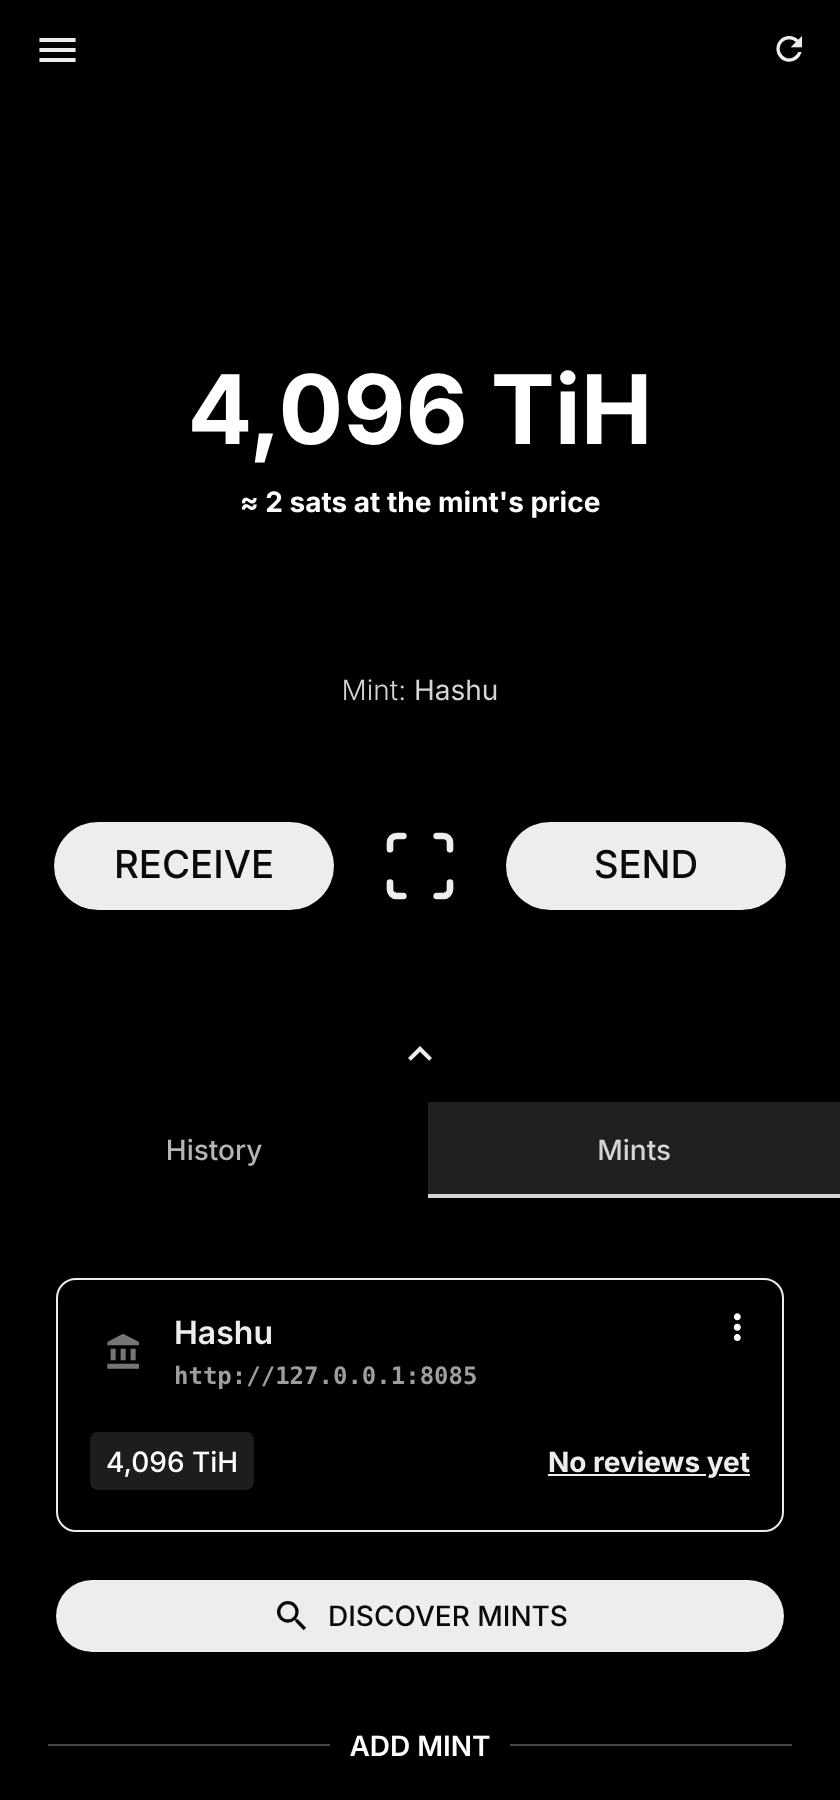 4,096 TiH
≈ 2 sats at the mint's price
Mint: Hashu
RECEIVE
SEND
History
Mints
Hashu
http://127.0.0.1:8085
4,096 TiH
No reviews yet
DISCOVER MINTS
ADD MINT